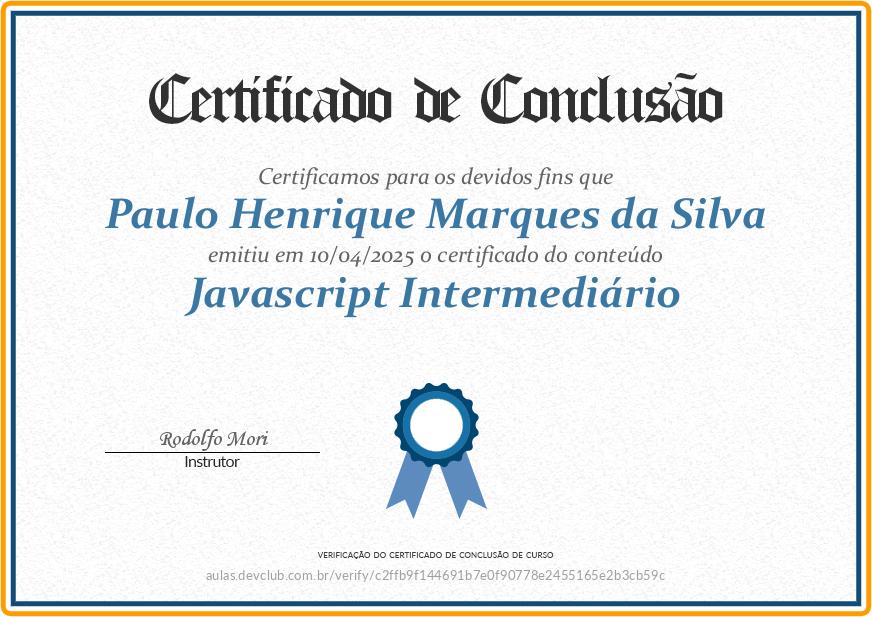 Certificado de Conclusão
Certificamos para os devidos fins que
Paulo Henrique Marques da Silva
emitiu em 10/04/2025 o certificado do conteúdo
Javascript Intermediário
Rodolfo Mori
Instrutor
VERIFICAÇÃO DO CERTIFICADO DE CONCLUSÃO DE CURSO
aulas.devclub.com.br/verify/c2ffb9f144691b7e0f90778e2455165e2b3cb59c